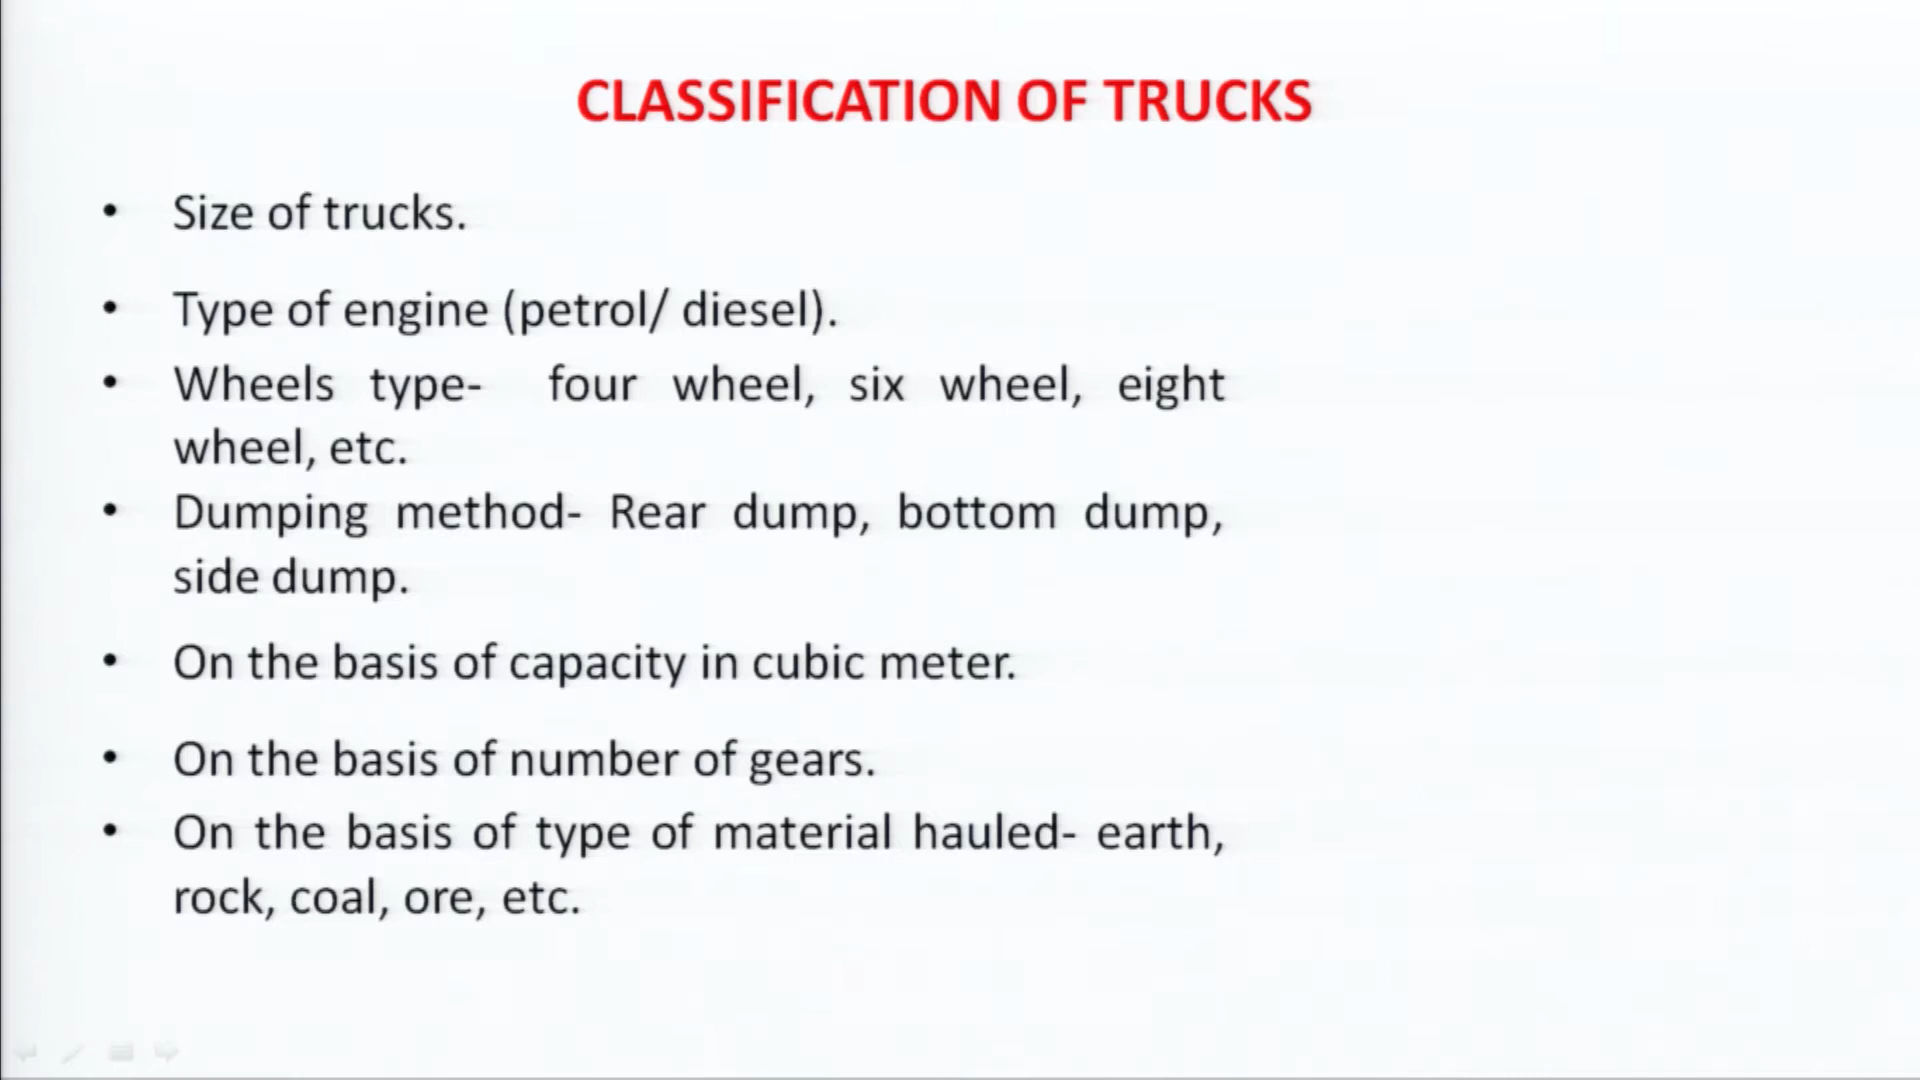 CLASSIFICATION OF TRUCKS
• Size of trucks.
• Type of engine (petrol/ diesel).
• Wheels type- four wheel, six wheel, eight
wheel, etc.
• Dumping method- Rear dump, bottom dump,
side dump.
• On the basis of capacity in cubic meter.
• On the basis of number of gears.
• On the basis of type of material hauled- earth,
rock, coal, ore, etc.